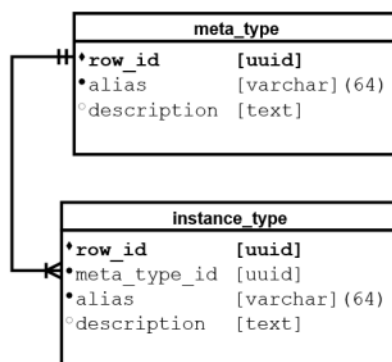 meta_type
row_id [uuid]
alias [varchar](64)
description [text]
instance_type
row_id [uuid]
meta_type_id [uuid]
alias [varchar](64)
description [text]